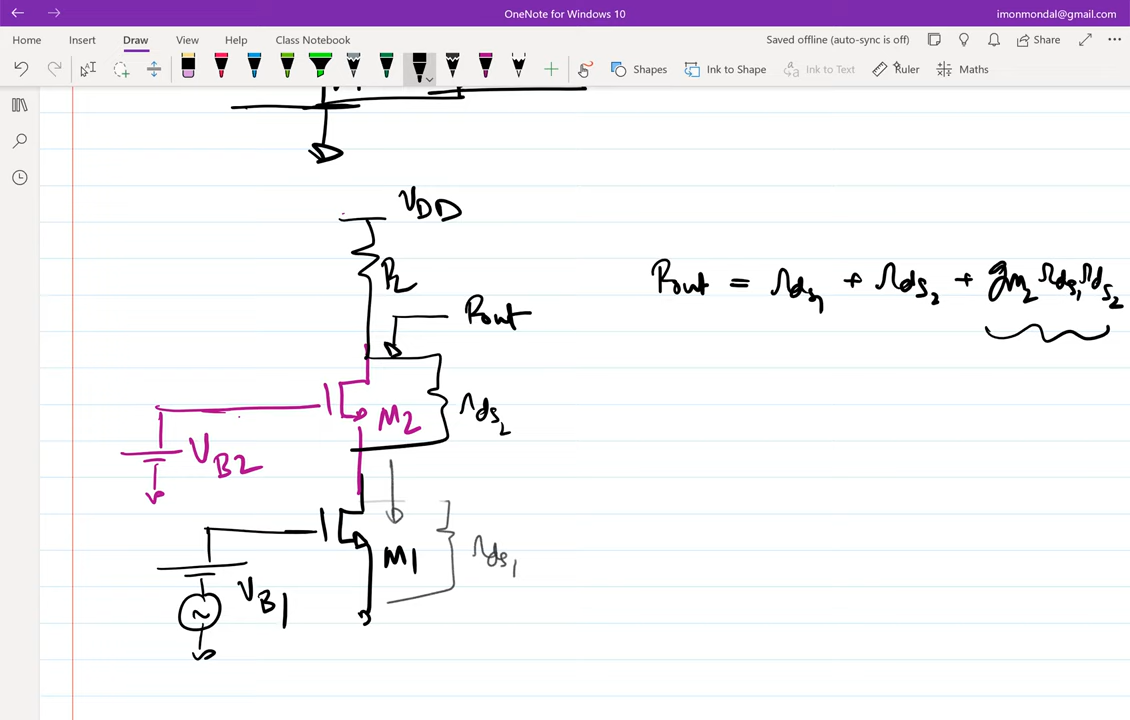 OneNote for Windows 10
imonmondal@gmail.com
Home Insert Draw View Help Class Notebook
Saved offline (auto-sync is off) Share
Shapes Ink to Shape Ink to Text Ruler Maths
VDD
RL
Rout
Rout = rds1 + rds2 + gm2 rds1 rds2
M2
rds2
VB2
M1
rds1
VB1